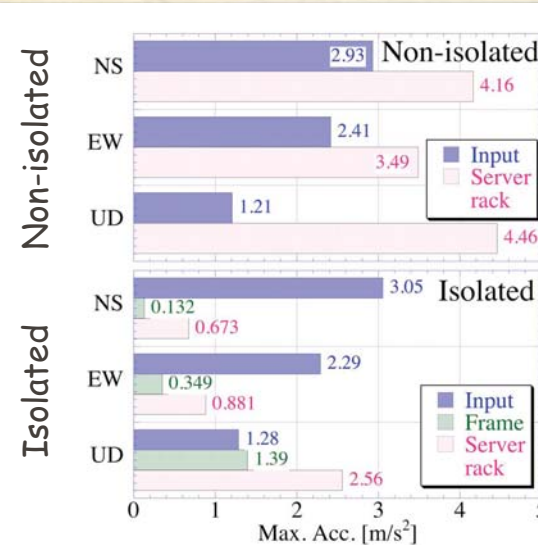 Non-isolated
Non-isolated
NS
2.93
4.16
EW
2.41
3.49
UD
1.21
4.46
Input
Server
rack
Isolated
Isolated
NS
3.05
0.132
0.673
EW
2.29
0.349
0.881
UD
1.28
1.39
2.56
Input
Frame
Server
rack
0 1 2 3 4
Max. Acc. [m/s²]